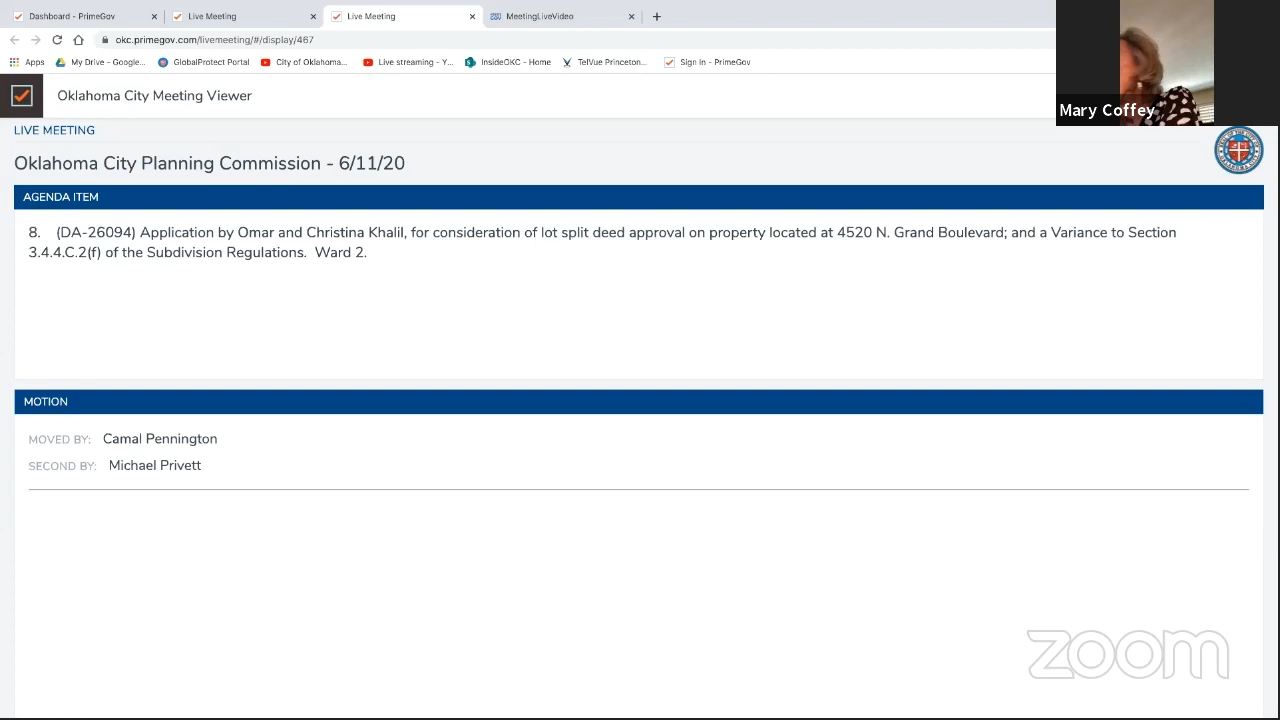 Dashboard - PrimeGov
Live Meeting
Live Meeting
MeetingLiveVideo
okc.primegov.com/livemeeting/#/display/467
Apps
My Drive - Google...
GlobalProtect Portal
City of Oklahoma...
Live streaming - Y...
InsideOKC - Home
TelVue Princeton...
Sign In - PrimeGov
Mary Coffey
Oklahoma City Meeting Viewer
LIVE MEETING
Oklahoma City Planning Commission - 6/11/20
AGENDA ITEM
8. (DA-26094) Application by Omar and Christina Khalil, for consideration of lot split deed approval on property located at 4520 N. Grand Boulevard; and a Variance to Section
3.4.4.C.2(f) of the Subdivision Regulations. Ward 2.
MOTION
MOVED BY: Camal Pennington
SECOND BY: Michael Privett
zoom